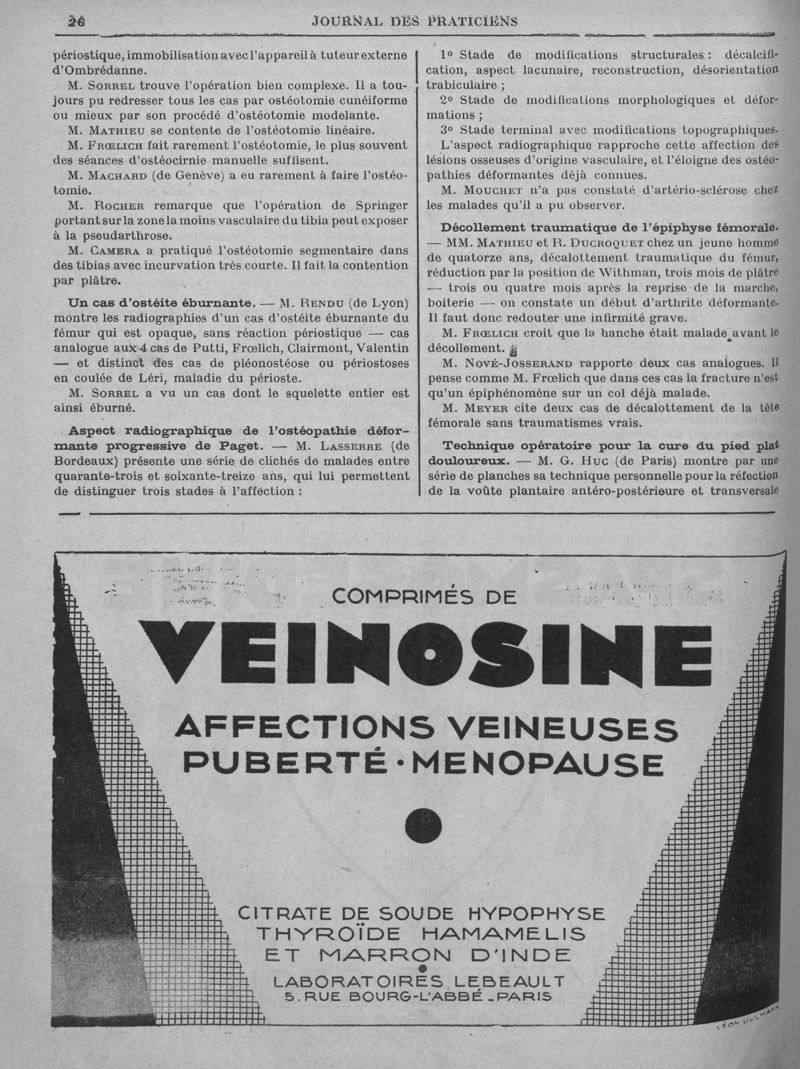 26
JOURNAL DES PRATICIENS
périostique, immobilisation avec l'appareil à tuteur externe
d'Ombrédanne.
M. SORREL trouve l'opération bien complexe. Il a tou-
jours pu redresser tous les cas par ostéotomie cunéiforme
ou mieux par son procédé d'ostéotomie modelante.
M. MATHIEU se contente de l'ostéotomie linéaire.
M. FRŒLICH fait rarement l'ostéotomie, le plus souvent
des séances d'ostéocirnie manuelle suffisent.
M. MACHARD (de Genève) a eu rarement à faire l'ostéo-
tomie.
M. ROCHER remarque que l'opération de Springer
portant sur la zone la moins vasculaire du tibia peut exposer
à la pseudarthrose.
M. CAMERA a pratiqué l'ostéotomie segmentaire dans
des tibias avec incurvation très courte. Il fait la contention
par plâtre.
Un cas d'ostéite éburnante. — M. RENDU (de Lyon)
montre les radiographies d'un cas d'ostéite éburnante du
fémur qui est opaque, sans réaction périostique — cas
analogue aux 4 cas de Putti, Frœlich, Clairmont, Valentin
— et distinct des cas de pléonostéose ou périostoses
en coulée de Léri, maladie du périoste.
M. SORREL a vu un cas dont le squelette entier est
ainsi éburné.
Aspect radiographique de l'ostéopathie défor-
mante progressive de Paget. — M. LASSERRE (de
Bordeaux) présente une série de clichés de malades entre
quarante-trois et soixante-treize ans, qui lui permettent
de distinguer trois stades à l'affection :
1º Stade de modifications structurales : décalcifi-
cation, aspect lacunaire, reconstruction, désorientation
trabiculaire ;
2º Stade de modifications morphologiques et défor-
mations ;
3º Stade terminal avec modifications topographiques.
L'aspect radiographique rapproche cette affection des
lésions osseuses d'origine vasculaire, et l'éloigne des ostéo-
pathies déformantes déjà connues.
M. MOUCHET n'a pas constaté d'artério-sclérose chez
les malades qu'il a pu observer.
Décollement traumatique de l'épiphyse fémorale.
— MM. MATHIEU et R. DUCROQUET chez un jeune homme
de quatorze ans, décalottement traumatique du fémur,
réduction par la position de Withman, trois mois de plâtre
— trois ou quatre mois après la reprise de la marche,
boiterie — on constate un début d'arthrite déformante.
Il faut donc redouter une infirmité grave.
M. FRŒLICH croit que la hanche était malade avant le
décollement.
M. NOVÉ-JOSSERAND rapporte deux cas analogues. Il
pense comme M. Frœlich que dans ces cas la fracture n'est
qu'un épiphénomène sur un col déjà malade.
M. MEYER cite deux cas de décalottement de la tête
fémorale sans traumatismes vrais.
Technique opératoire pour la cure du pied plat
douloureux. — M. G. HUC (de Paris) montre par une
série de planches sa technique personnelle pour la réfection
de la voûte plantaire antéro-postérieure et transversale
COMPRIMÉS DE
VEINOSINE
AFFECTIONS VEINEUSES
PUBERTÉ • MENOPAUSE
CITRATE DE SOUDE HYPOPHYSE
THYROÏDE HAMAMELIS
ET MARRON D'INDE
LABORATOIRES LEBEAULT
5. RUE BOURG-L'ABBÉ _ PARIS
LÉON ULLMANN